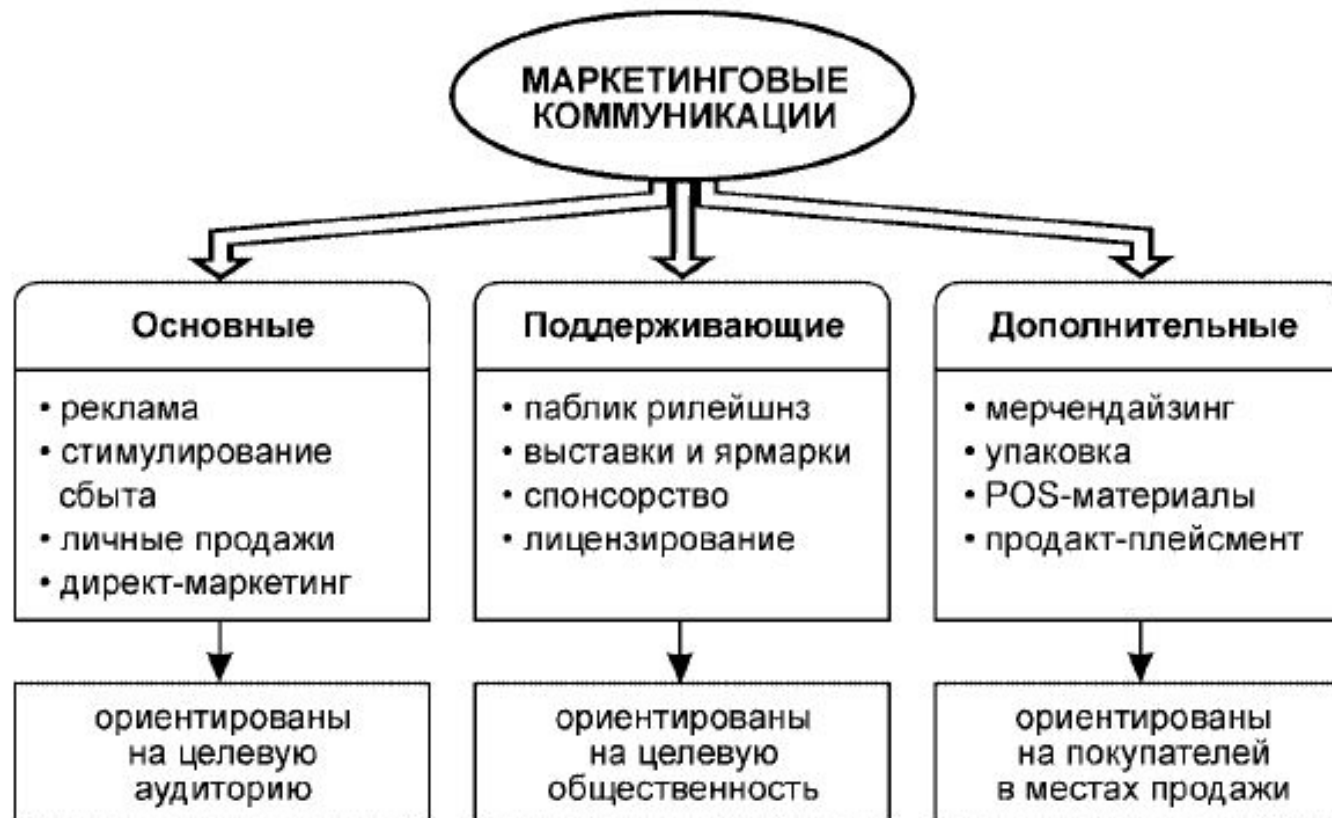 МАРКЕТИНГОВЫЕ
КОММУНИКАЦИИ
Основные
• реклама
• стимулирование
сбыта
• личные продажи
• директ-маркетинг
ориентированы
на целевую
аудиторию
Поддерживающие
• паблик рилейшнз
• выставки и ярмарки
• спонсорство
• лицензирование
ориентированы
на целевую
общественность
Дополнительные
• мерчендайзинг
• упаковка
• POS-материалы
• продакт-плейсмент
ориентированы
на покупателей
в местах продажи